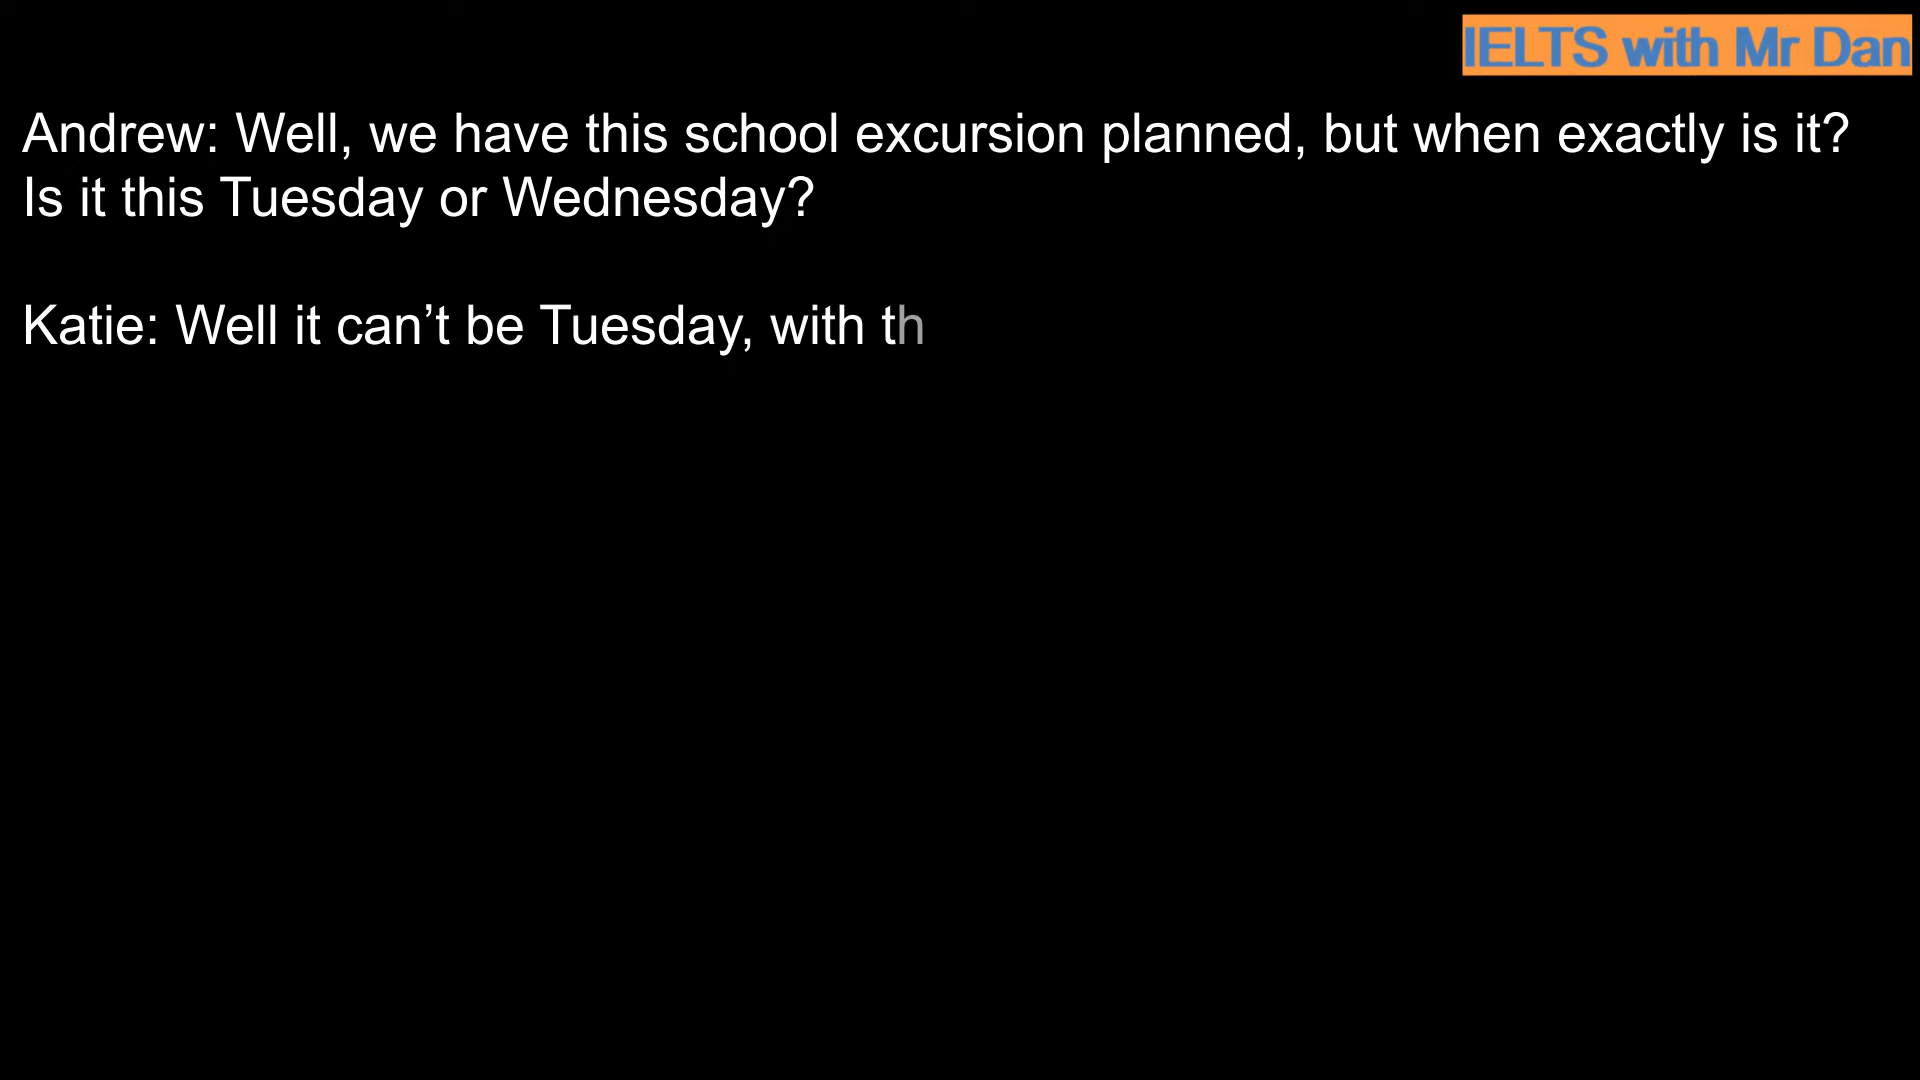 IELTS with Mr Dan
Andrew: Well, we have this school excursion planned, but when exactly is it?
Is it this Tuesday or Wednesday?
Katie: Well it can’t be Tuesday, with th